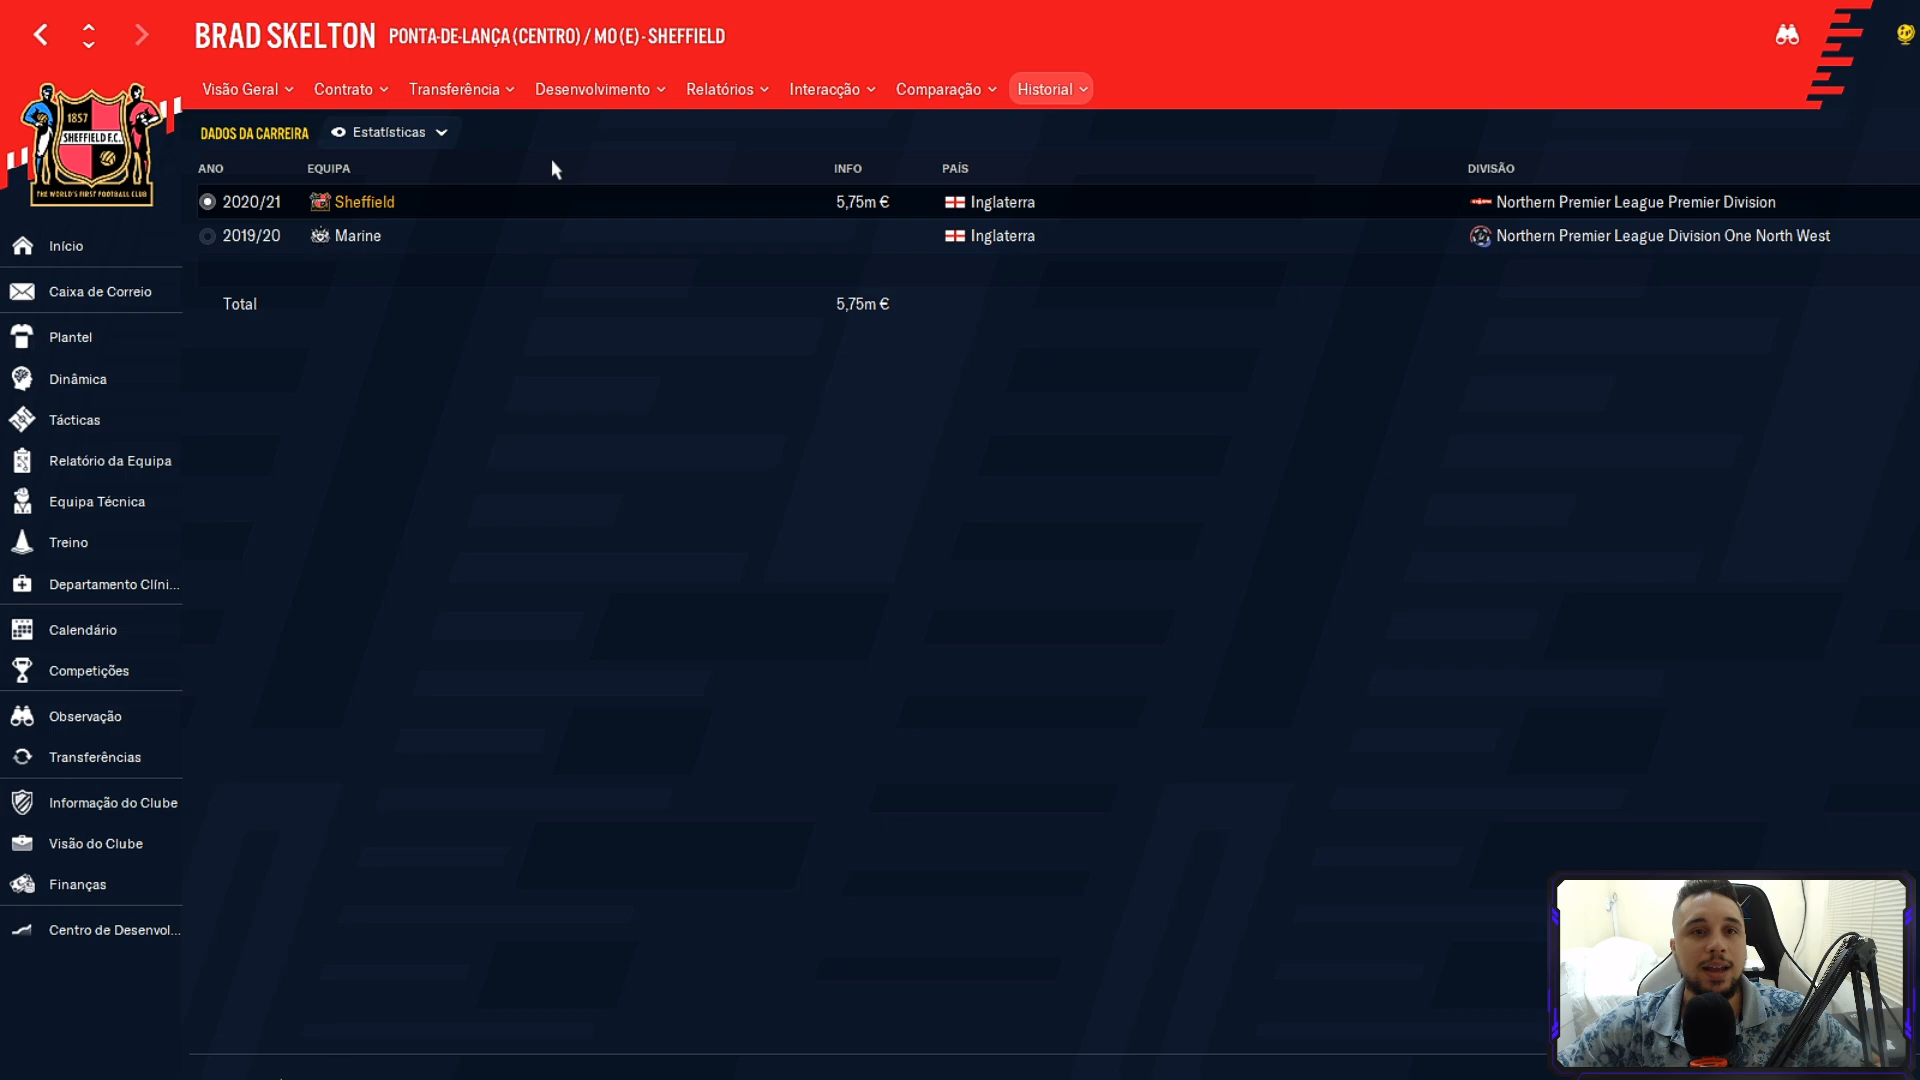 BRAD SKELTON PONTA-DE-LANÇA (CENTRO) / MO (E) - SHEFFIELD
Visão Geral Contrato Transferência Desenvolvimento Relatórios Interacção Comparação Historial
1857
SHEFFIELD F.C.
THE WORLD'S FIRST FOOTBALL CLUB
DADOS DA CARREIRA Estatísticas
ANO EQUIPA INFO PAÍS DIVISÃO
2020/21 Sheffield 5,75m € Inglaterra Northern Premier League Premier Division
2019/20 Marine Inglaterra Northern Premier League Division One North West
Total 5,75m €
Início
Caixa de Correio
Plantel
Dinâmica
Tácticas
Relatório da Equipa
Equipa Técnica
Treino
Departamento Clíni...
Calendário
Competições
Observação
Transferências
Informação do Clube
Visão do Clube
Finanças
Centro de Desenvol...